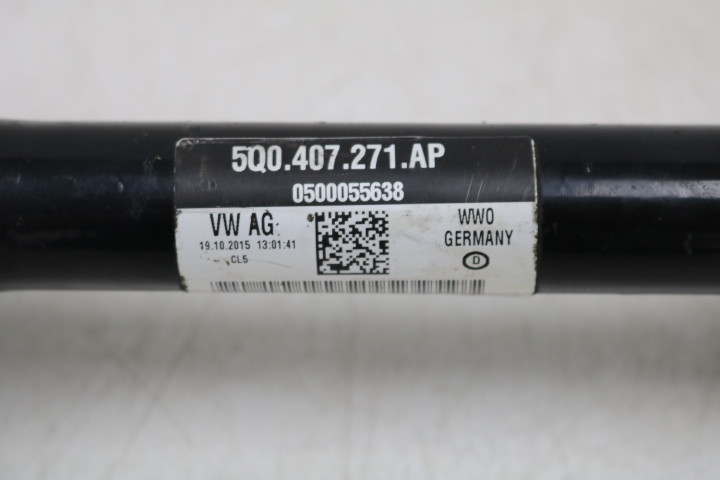 5Q0.407.271.AP
0500055638
VW AG
19.10.2015 13:01:41
CL5
WWO
GERMANY
D